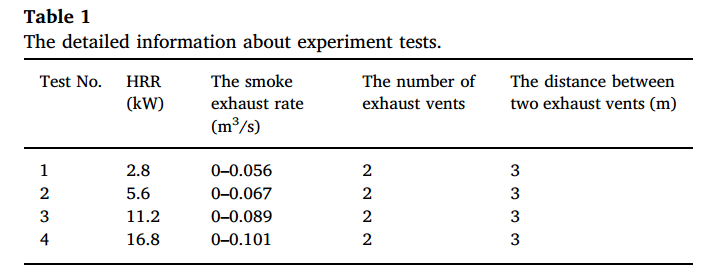 Table 1
The detailed information about experiment tests.
Test No. HRR (kW) The smoke exhaust rate (m³/s) The number of exhaust vents The distance between two exhaust vents (m)
1 2.8 0–0.056 2 3
2 5.6 0–0.067 2 3
3 11.2 0–0.089 2 3
4 16.8 0–0.101 2 3